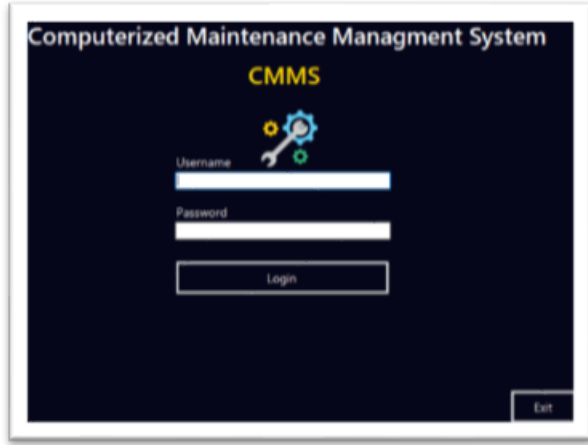 Computerized Maintenance Managment System
CMMS
Username
Password
Login
Exit